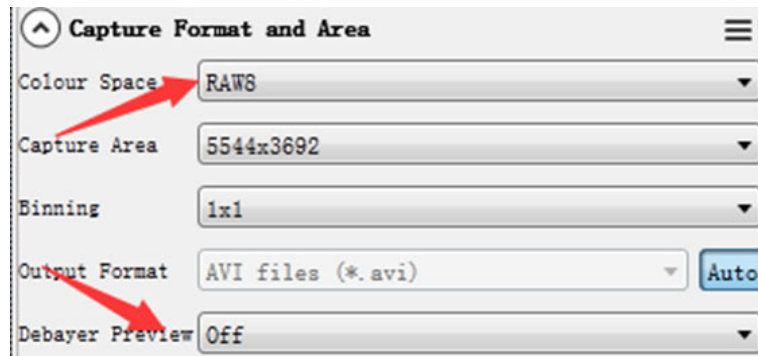 Capture Format and Area
Colour Space RAW8
Capture Area 5544x3692
Binning 1x1
Output Format AVI files (*.avi) Auto
Debayer Preview Off